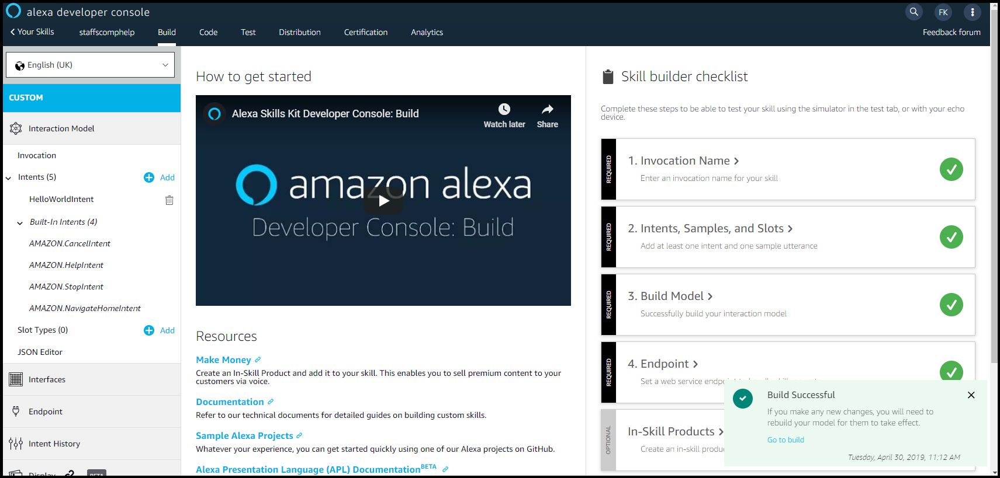 alexa developer console
FK
Your Skills
staffscomphelp
Build
Code
Test
Distribution
Certification
Analytics
Feedback forum
English (UK)
CUSTOM
Interaction Model
Invocation
Intents (5)
Add
HelloWorldIntent
Built-In Intents (4)
AMAZON.CancelIntent
AMAZON.HelpIntent
AMAZON.StopIntent
AMAZON.NavigateHomeIntent
Slot Types (0)
Add
JSON Editor
Interfaces
Endpoint
Intent History
Display
BETA
How to get started
Alexa Skills Kit Developer Console: Build
Watch later
Share
amazon alexa
Developer Console: Build
Resources
Make Money
Create an In-Skill Product and add it to your skill. This enables you to sell premium content to your
customers via voice.
Documentation
Refer to our technical documents for detailed guides on building custom skills.
Sample Alexa Projects
Whatever your experience, you can get started quickly using one of our Alexa projects on GitHub.
Alexa Presentation Language (APL) Documentation BETA
Skill builder checklist
Complete these steps to be able to test your skill using the simulator in the test tab, or with your echo
device.
REQUIRED
1. Invocation Name
Enter an invocation name for your skill
REQUIRED
2. Intents, Samples, and Slots
Add at least one intent and one sample utterance
REQUIRED
3. Build Model
Successfully build your interaction model
REQUIRED
4. Endpoint
Set a web service
OPTIONAL
In-Skill Products
Create an in-skill
Build Successful
If you make any new changes, you will need to
rebuild your model for them to take effect.
Go to build
Tuesday, April 30, 2019, 11:12 AM